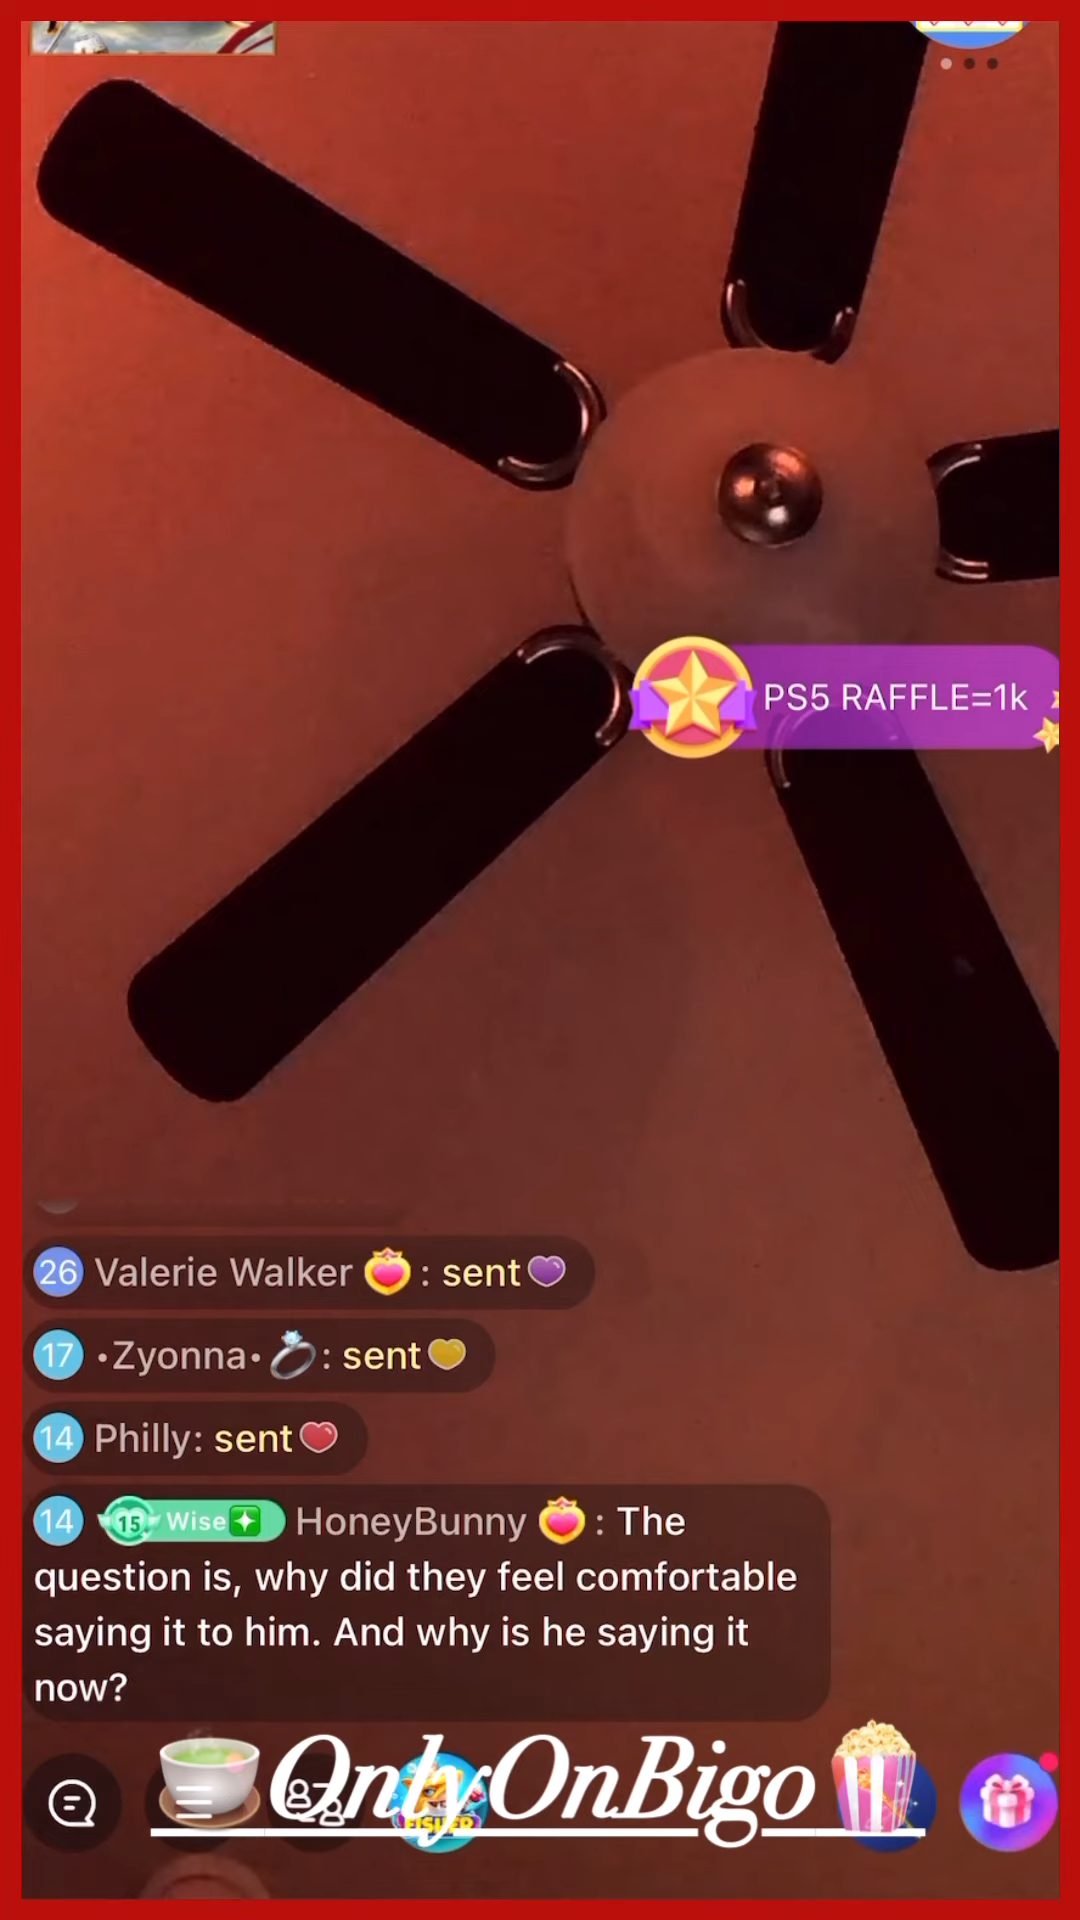 PS5 RAFFLE=1k
26 Valerie Walker : sent
17 •Zyonna• : sent
14 Philly: sent
14 15 Wise HoneyBunny : The
question is, why did they feel comfortable
saying it to him. And why is he saying it
now?
OnlyOnBigo
FISHER